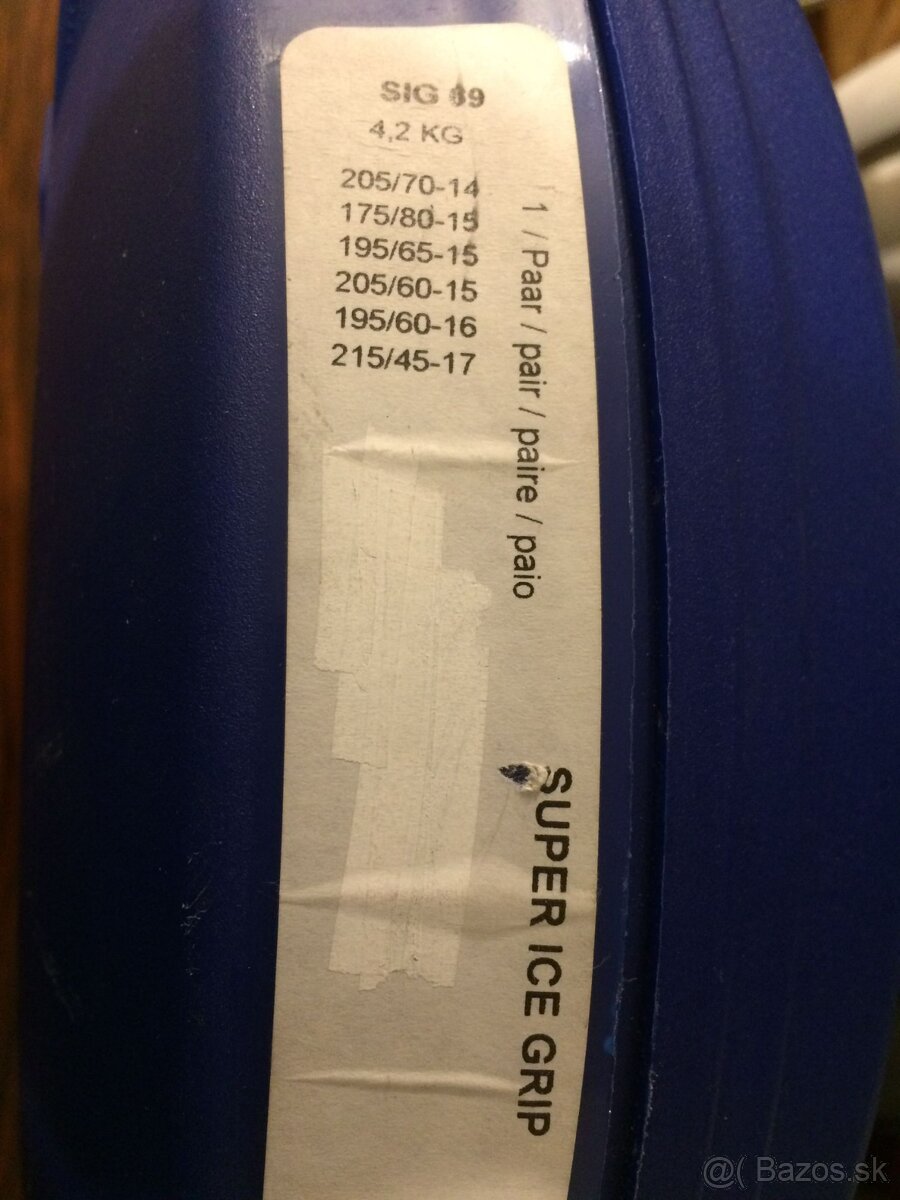 SIG 69
4,2 KG
205/70-14
175/80-15
195/65-15
205/60-15
195/60-16
215/45-17
1 / Paar / pair / paire / paio
SUPER ICE GRIP
@( Bazos.sk